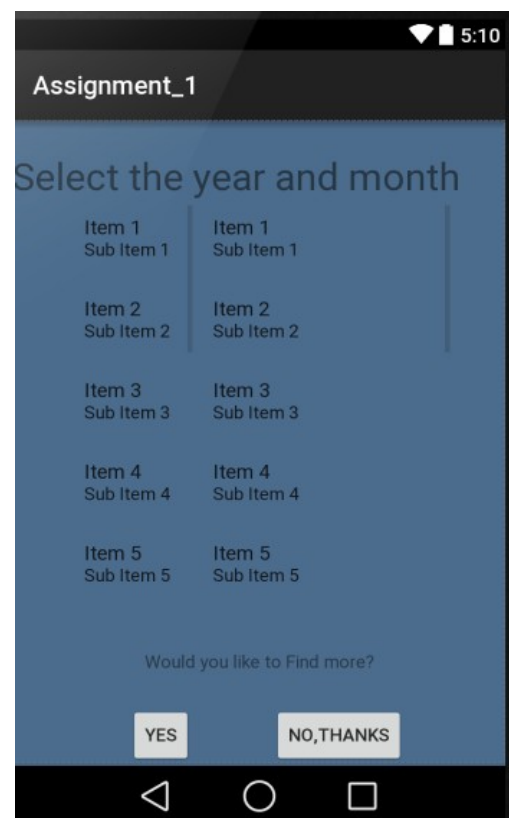 5:10
Assignment_1
Select the year and month
Item 1 Item 1
Sub Item 1 Sub Item 1
Item 2 Item 2
Sub Item 2 Sub Item 2
Item 3 Item 3
Sub Item 3 Sub Item 3
Item 4 Item 4
Sub Item 4 Sub Item 4
Item 5 Item 5
Sub Item 5 Sub Item 5
Would you like to Find more?
YES NO,THANKS